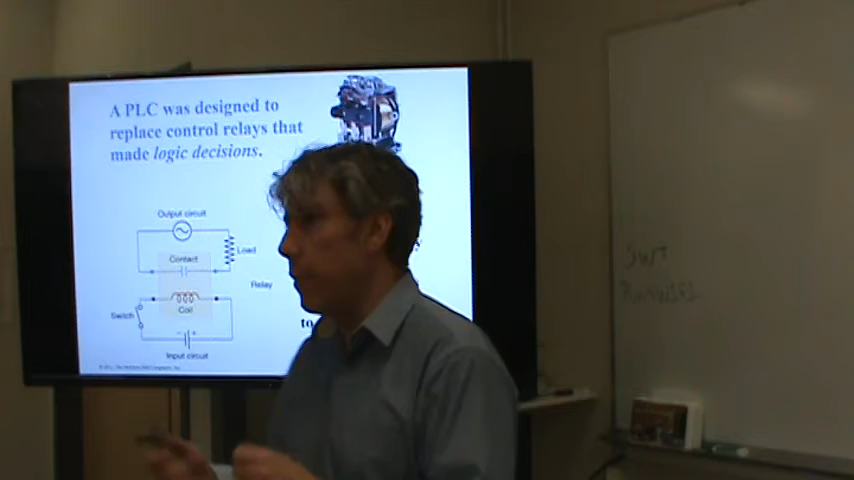 A PLC was designed to
replace control relays that
made logic decisions.
Output circuit
Load
Contact
Relay
Switch
Coil
to
Input circuit